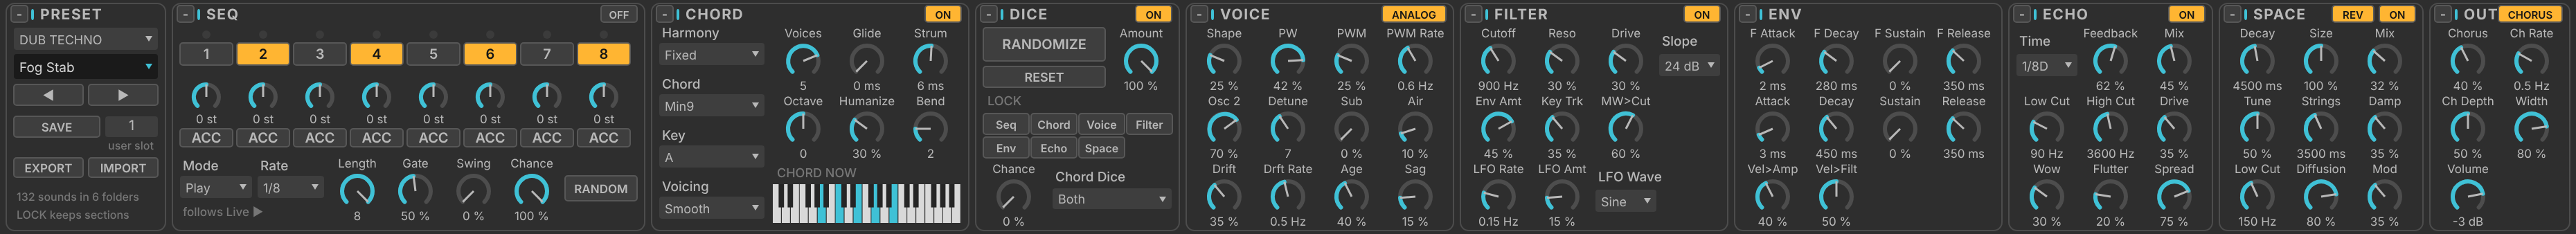 - PRESET
DUB TECHNO
Fog Stab
SAVE 1
user slot
EXPORT IMPORT
132 sounds in 6 folders
LOCK keeps sections
- SEQ OFF
1 2 3 4 5 6 7 8
0 st 0 st 0 st 0 st 0 st 0 st 0 st 0 st
ACC ACC ACC ACC ACC ACC ACC ACC
Mode Rate Length Gate Swing Chance
Play 1/8 RANDOM
follows Live
8 50 % 0 % 100 %
- CHORD ON
Harmony Voices Glide Strum
Fixed
5 0 ms 6 ms
Chord Octave Humanize Bend
Min9
0 30 % 2
Key
A
CHORD NOW
Voicing
Smooth
- DICE ON
RANDOMIZE Amount
RESET 100 %
LOCK
Seq Chord Voice Filter
Env Echo Space
Chance Chord Dice
Both
0 %
- VOICE ANALOG
Shape PW PWM PWM Rate
25 % 42 % 25 % 0.6 Hz
Osc 2 Detune Sub Air
70 % 7 0 % 10 %
Drift Drft Rate Age Sag
35 % 0.5 Hz 40 % 15 %
- FILTER ON
Cutoff Reso Drive Slope
24 dB
900 Hz 30 % 30 %
Env Amt Key Trk MW>Cut
45 % 35 % 60 %
LFO Rate LFO Amt LFO Wave
Sine
0.15 Hz 15 %
- ENV
F Attack F Decay F Sustain F Release
2 ms 280 ms 0 % 350 ms
Attack Decay Sustain Release
3 ms 450 ms 0 % 350 ms
Vel>Amp Vel>Filt
40 % 50 %
- ECHO ON
Time Feedback Mix
1/8D
62 % 45 %
Low Cut High Cut Drive
90 Hz 3600 Hz 35 %
Wow Flutter Spread
30 % 20 % 75 %
- SPACE REV ON
Decay Size Mix
4500 ms 100 % 32 %
Tune Strings Damp
50 % 3500 ms 35 %
Low Cut Diffusion Mod
150 Hz 80 % 35 %
- OUT CHORUS
Chorus Ch Rate
40 % 0.5 Hz
Ch Depth Width
50 % 80 %
Volume
-3 dB